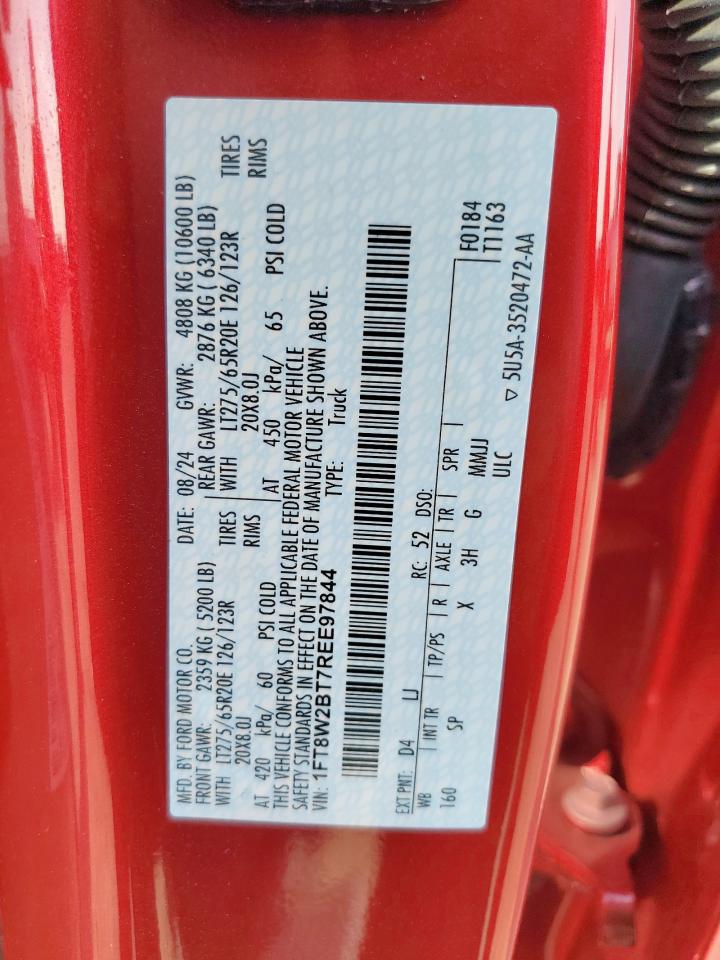 MFD. BY FORD MOTOR CO. DATE: 08/24 GVWR: 4808 KG (10600 LB)
FRONT GAWR: 2359 KG ( 5200 LB) REAR GAWR: 2876 KG ( 6340 LB)
WITH LT275/65R20E 126/123R TIRES WITH LT275/65R20E 126/123R TIRES
20X8.0J RIMS 20X8.0J RIMS
AT 420 kPa/ 60 PSI COLD AT 450 kPa/ 65 PSI COLD
THIS VEHICLE CONFORMS TO ALL APPLICABLE FEDERAL MOTOR VEHICLE
SAFETY STANDARDS IN EFFECT ON THE DATE OF MANUFACTURE SHOWN ABOVE.
VIN: 1FT8W2BT7REE97844 TYPE: Truck
EXT PNT: D4 LJ RC: 52 DSO:
WB | INT TR | TP/PS | R | AXLE | TR | SPR | F0184
160 SP X 3H G MMJJ T1163
ULC ▽ 5U5A-3520472-AA